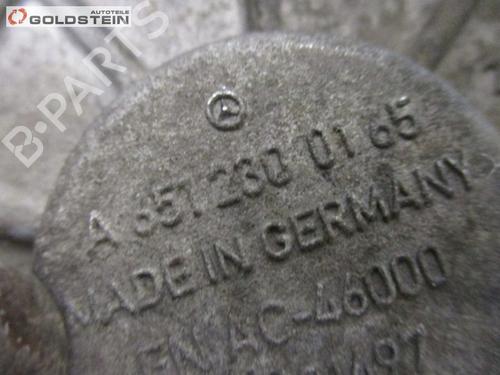 AUTOTEILE
GOLDSTEIN
B-PARTS
A 651 230 01 65
MADE IN GERMANY
EN AC-46000